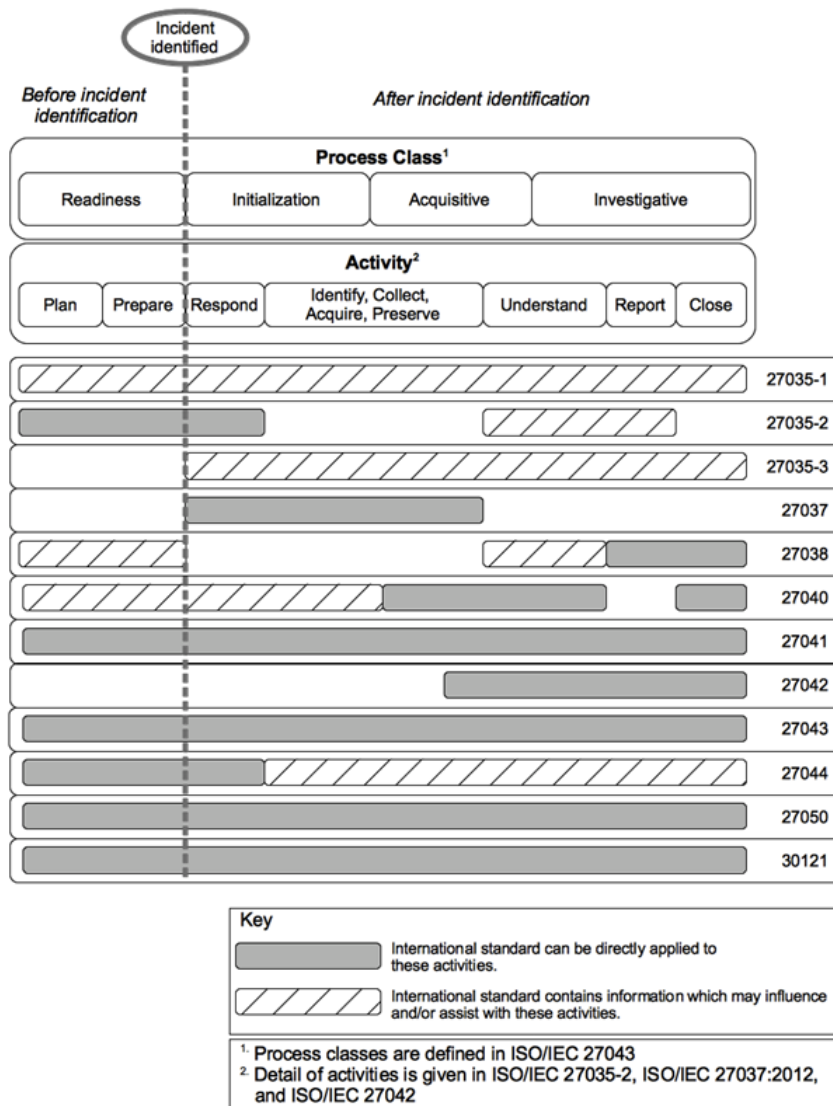 Incident
identified
Before incident
identification
After incident identification
Process Class1
Readiness
Initialization
Acquisitive
Investigative
Activity2
Plan
Prepare
Respond
Identify, Collect,
Acquire, Preserve
Understand
Report
Close
27035-1
27035-2
27035-3
27037
27038
27040
27041
27042
27043
27044
27050
30121
Key
International standard can be directly applied to
these activities.
International standard contains information which may influence
and/or assist with these activities.
1. Process classes are defined in ISO/IEC 27043
2. Detail of activities is given in ISO/IEC 27035-2, ISO/IEC 27037:2012,
and ISO/IEC 27042